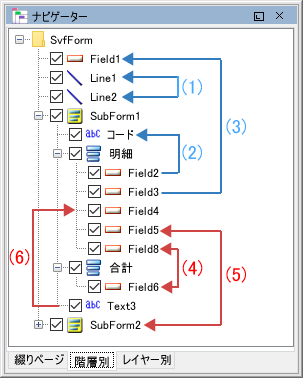 ナビゲーター
SvfForm
Field1
Line1
(1)
Line2
(3)
SubForm1
abc コード
(2)
明細
Field2
Field3
Field4
Field5
(6)
Field8
(4)
合計
(5)
Field6
abc Text3
SubForm2
綴りページ 階層別 レイヤー別